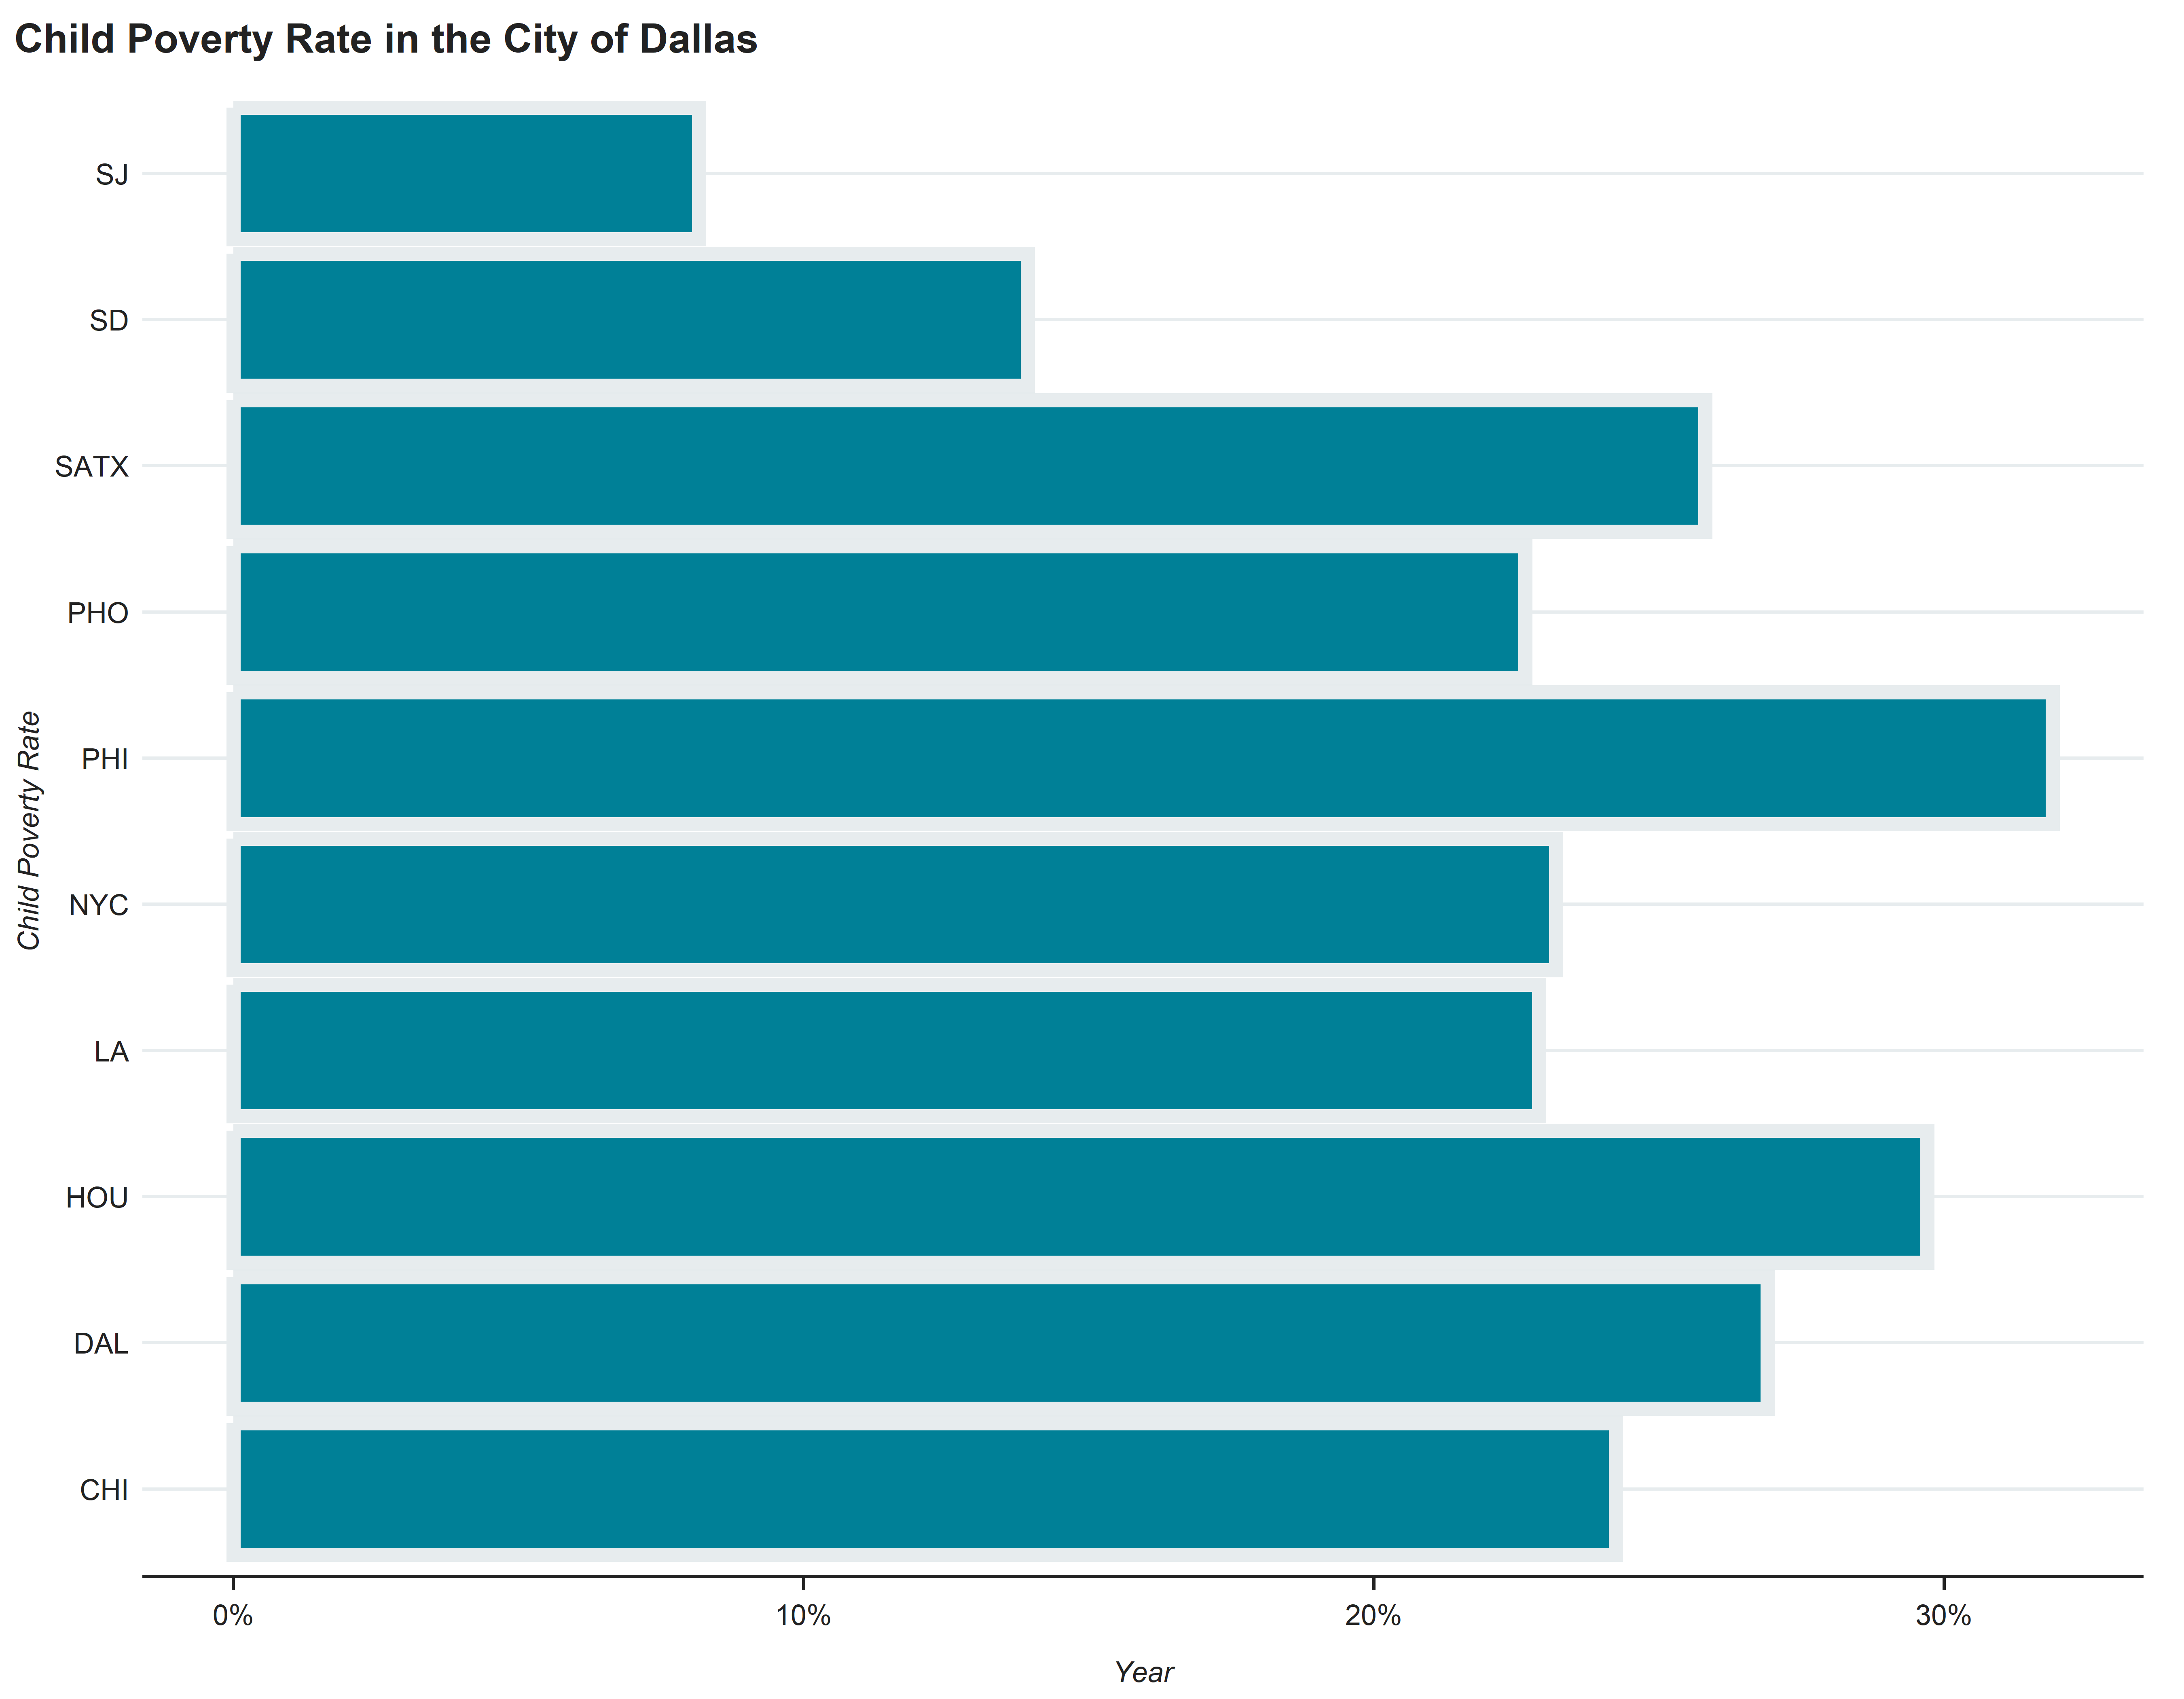 Child Poverty Rate in the City of Dallas
SJ
SD
SATX
PHO
PHI
NYC
LA
HOU
DAL
CHI
Child Poverty Rate
0% 10% 20% 30%
Year